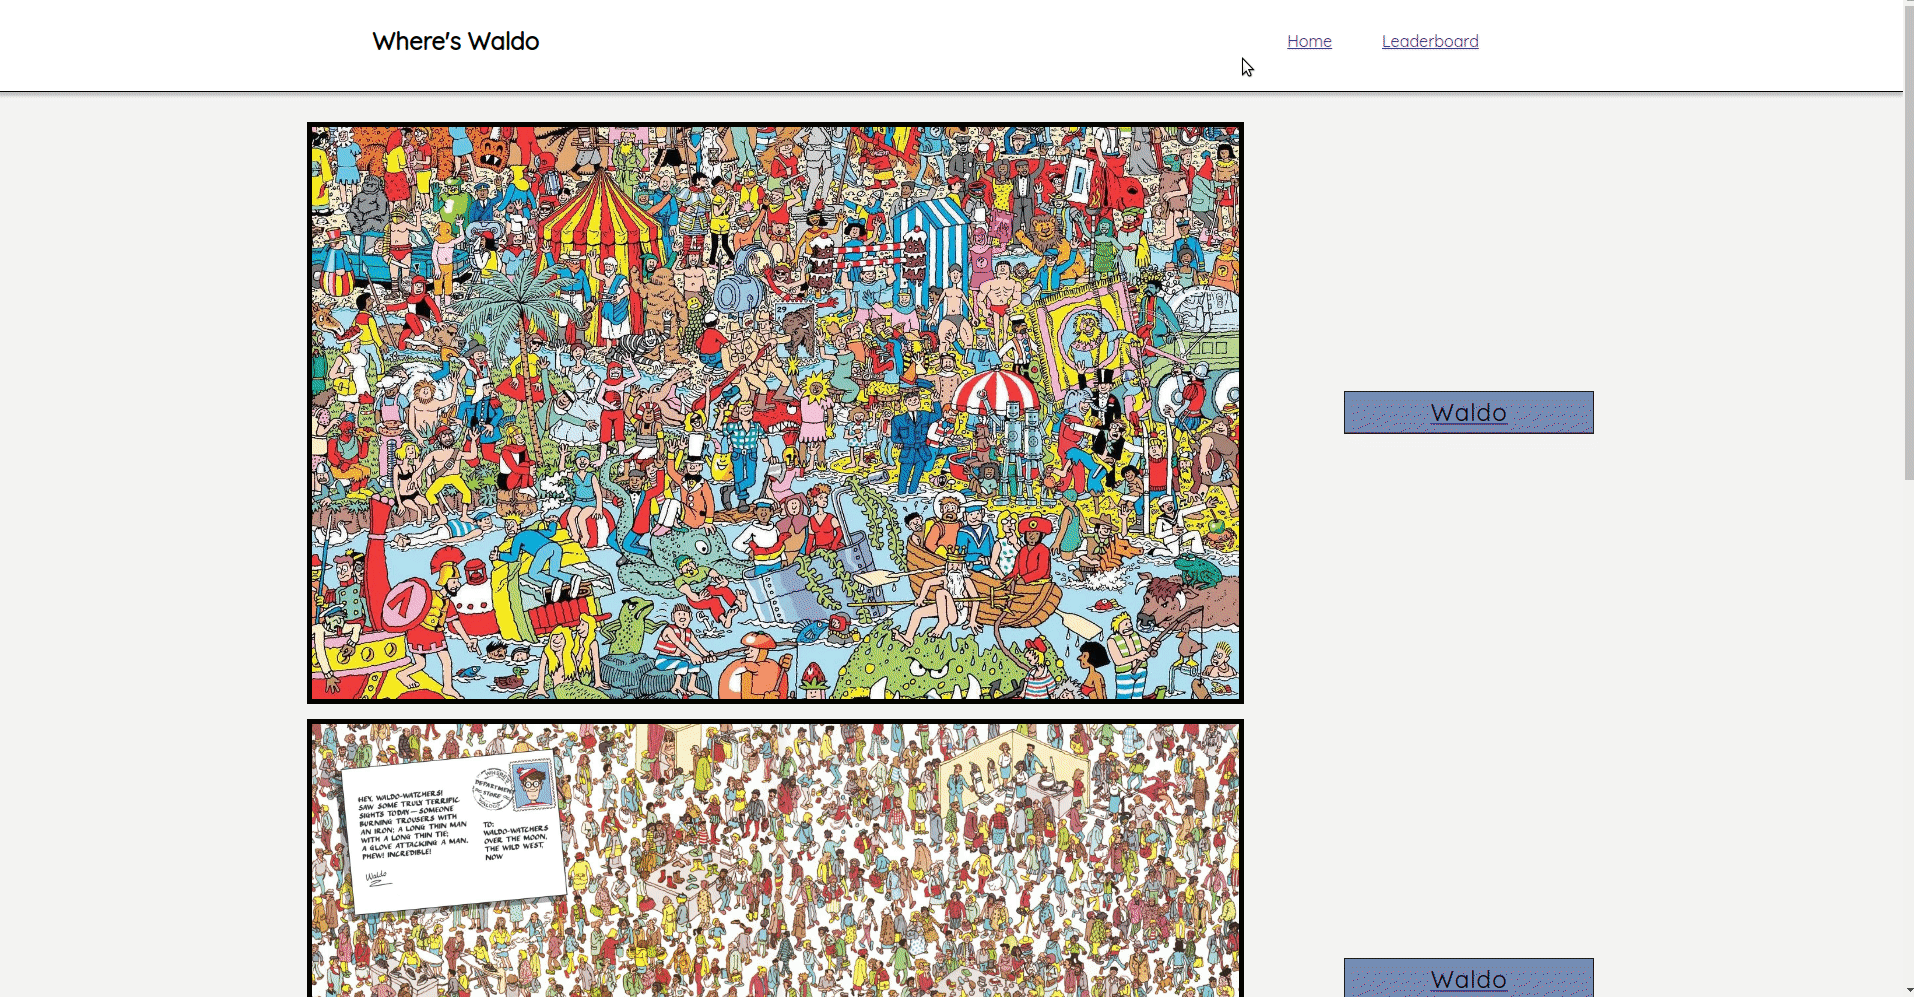 Where's Waldo
Home
Leaderboard
29
Waldo
HEY, WALDO-WATCHERS!
SAW SOME TRULY TERRIFIC
SIGHTS TODAY—SOMEONE
BURNING TROUSERS WITH
AN IRON; A LONG THIN MAN
WITH A LONG THIN TIE;
A GLOVE ATTACKING A MAN.
PHEW! INCREDIBLE!
Waldo
TO:
WALDO-WATCHERS
OVER THE MOON,
THE WILD WEST,
NOW
Waldo